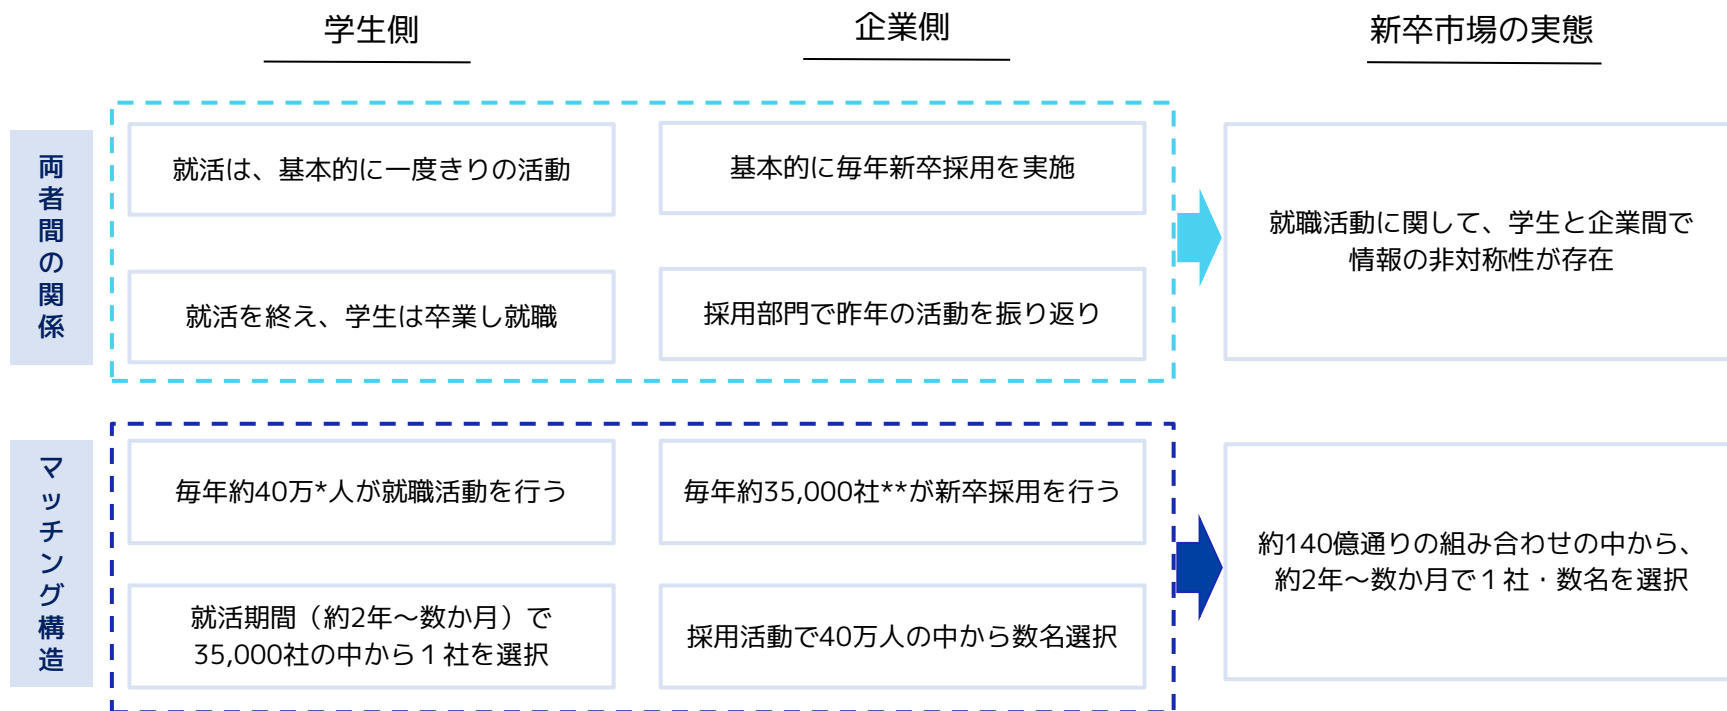 学生側
企業側
新卒市場の実態
両者間の関係
就活は、基本的に一度きりの活動
基本的に毎年新卒採用を実施
就活を終え、学生は卒業し就職
採用部門で昨年の活動を振り返り
就職活動に関して、学生と企業間で
情報の非対称性が存在
マッチング構造
毎年約40万*人が就職活動を行う
毎年約35,000社**が新卒採用を行う
就活期間（約2年～数か月）で
35,000社の中から１社を選択
採用活動で40万人の中から数名選択
約140億通りの組み合わせの中から、
約2年～数か月で１社・数名を選択